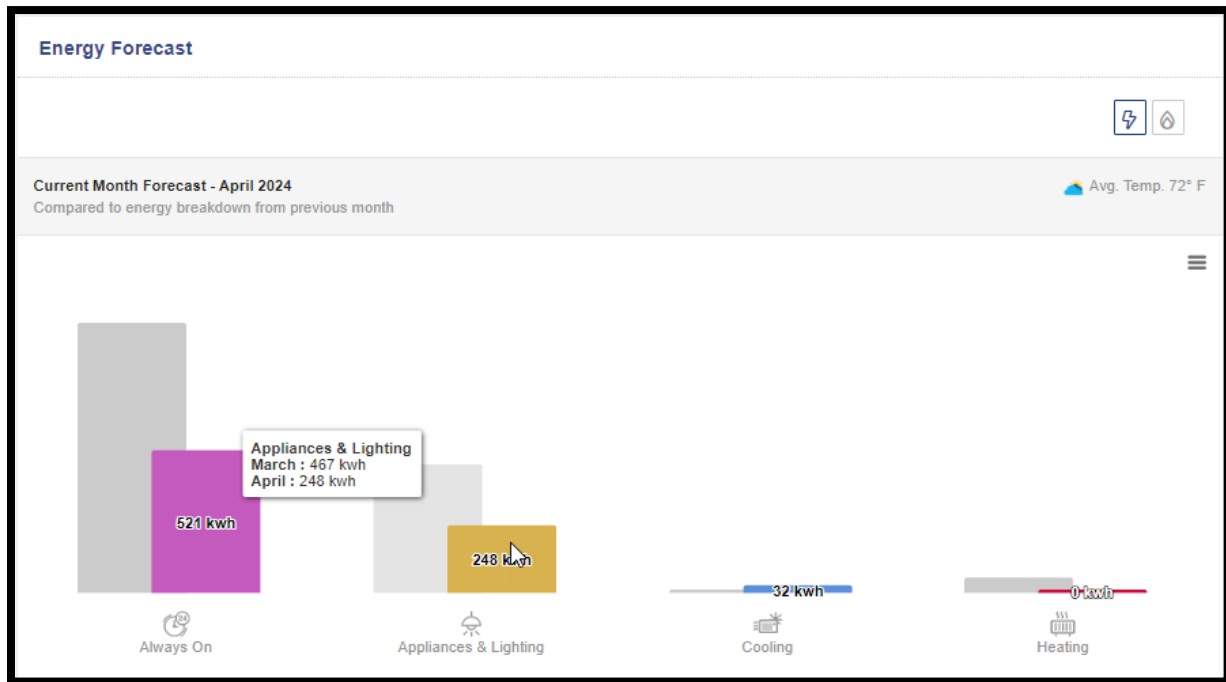 Energy Forecast
Current Month Forecast - April 2024
Avg. Temp. 72° F
Compared to energy breakdown from previous month
Appliances & Lighting
March : 467 kwh
April : 248 kwh
521 kwh
248 kwh
32 kwh
0 kwh
24
Always On
Appliances & Lighting
Cooling
Heating